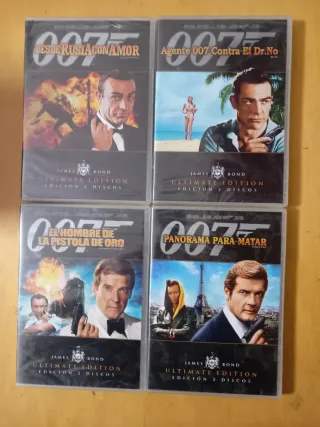 007
DESDE RUSIA CON AMOR
JAMES BOND
ULTIMATE EDITION
EDICIÓN 2 DISCOS
007
Agente 007 Contra El Dr.No
JAMES BOND
ULTIMATE EDITION
EDICIÓN 2 DISCOS
007
EL HOMBRE DE
LA PISTOLA DE ORO
JAMES BOND
ULTIMATE EDITION
EDICIÓN 2 DISCOS
007
PANORAMA PARA MATAR
JAMES BOND
ULTIMATE EDITION
EDICIÓN 2 DISCOS